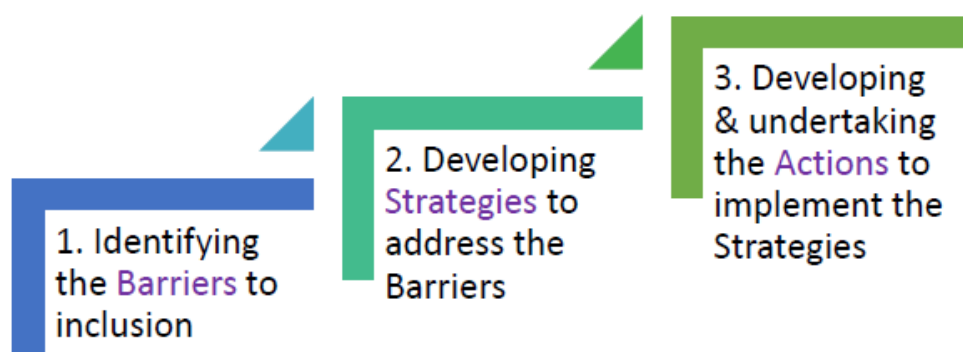 1. Identifying
the Barriers to
inclusion
2. Developing
Strategies to
address the
Barriers
3. Developing
& undertaking
the Actions to
implement the
Strategies